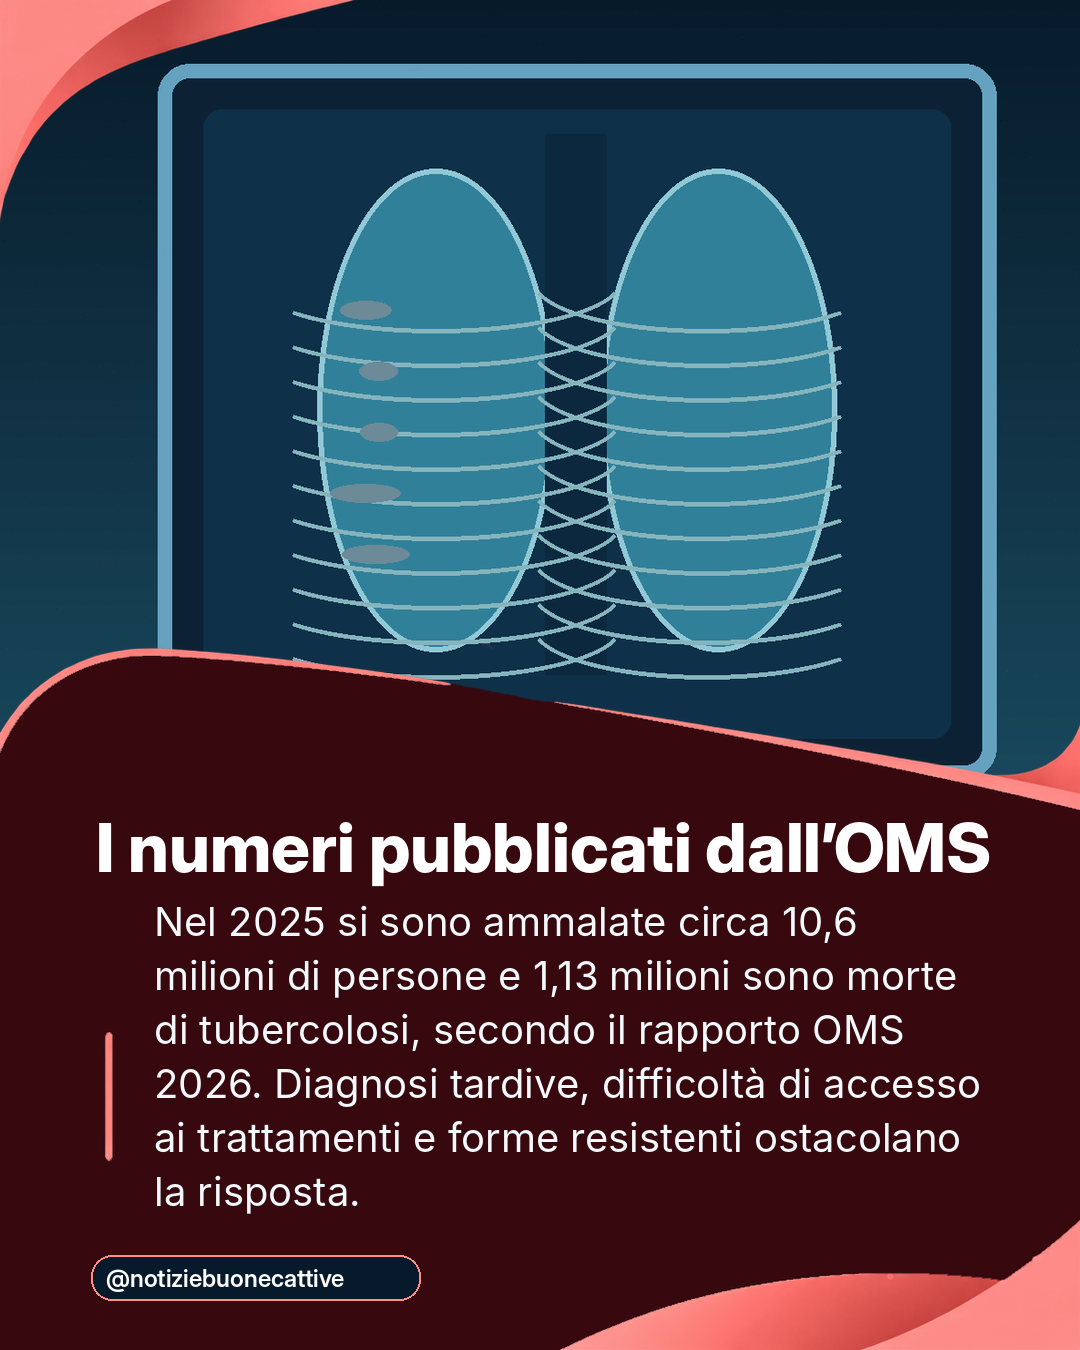 I numeri pubblicati dall’OMS
Nel 2025 si sono ammalate circa 10,6
milioni di persone e 1,13 milioni sono morte
di tubercolosi, secondo il rapporto OMS
2026. Diagnosi tardive, difficoltà di accesso
ai trattamenti e forme resistenti ostacolano
la risposta.
@notiziebuonecattive